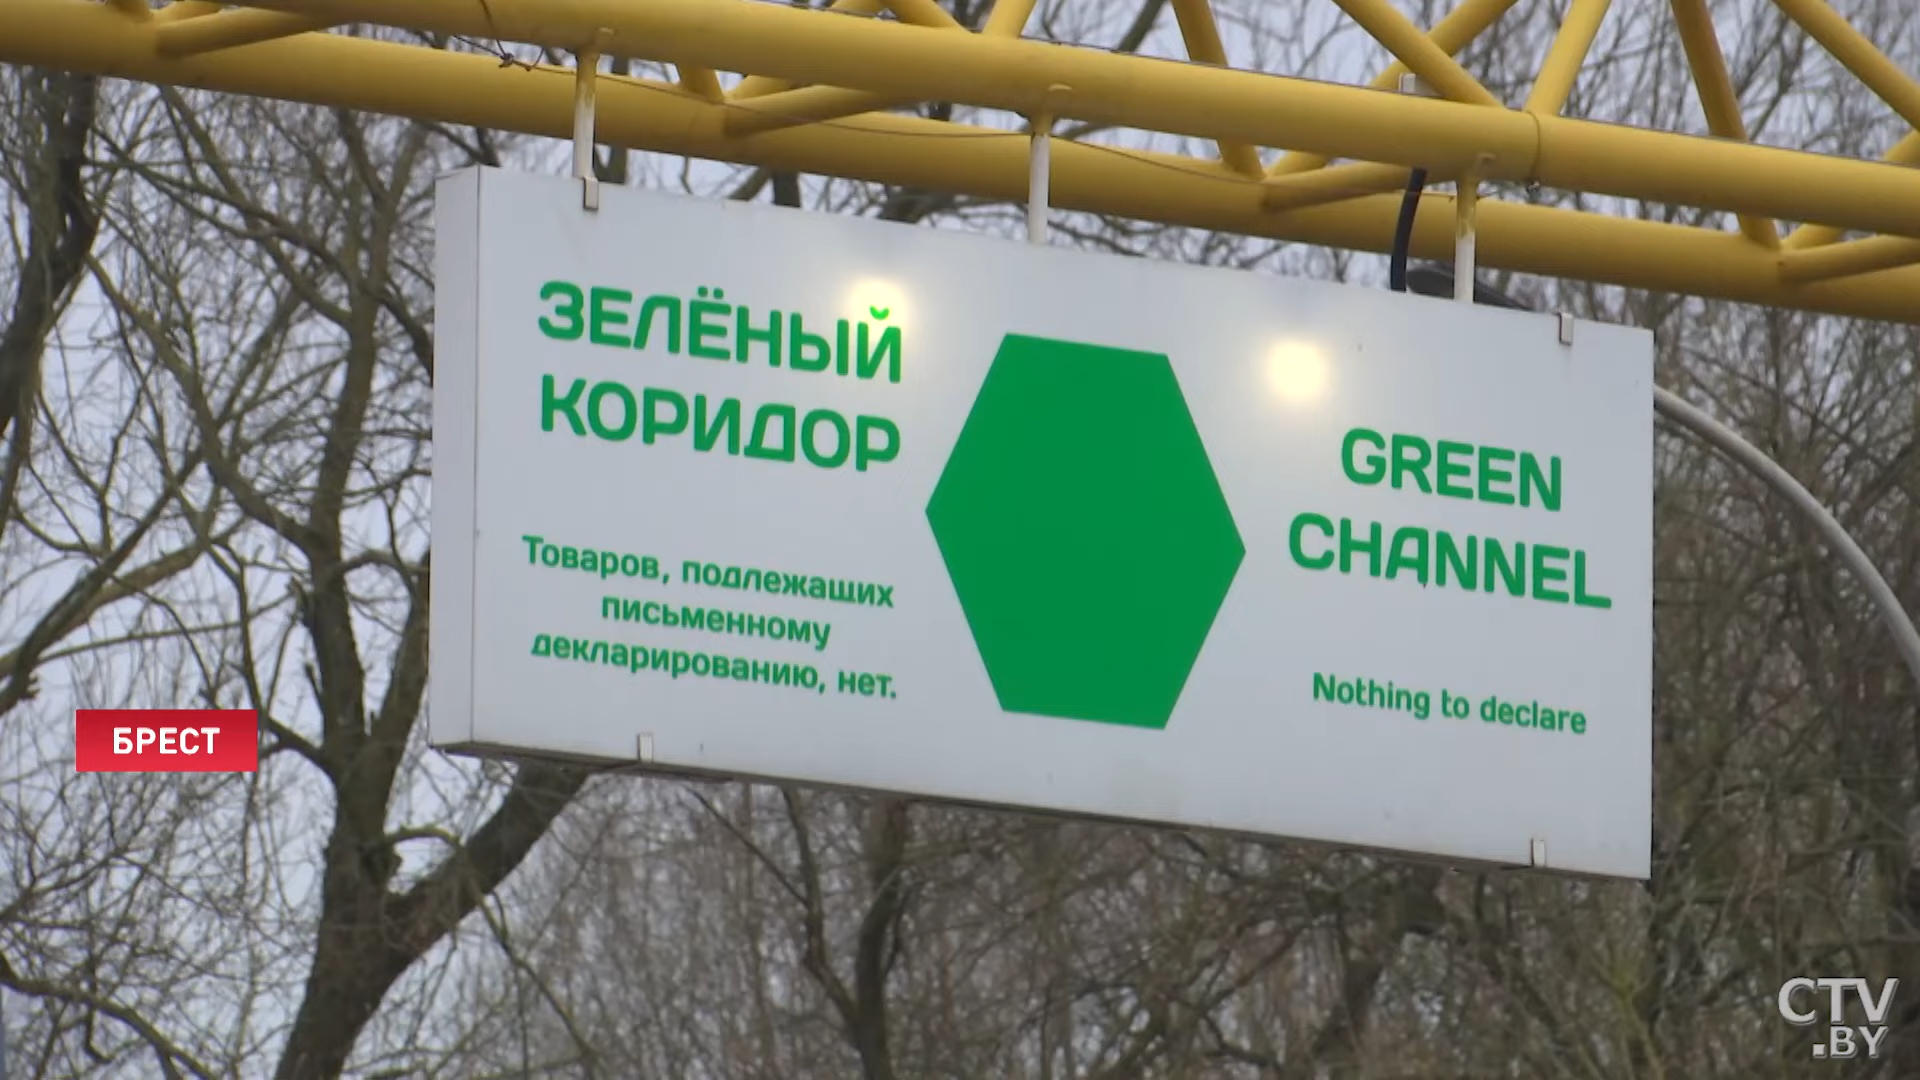 ЗЕЛЁНЫЙ
КОРИДОР
Товаров, подлежащих
письменному
декларированию, нет.
GREEN
CHANNEL
Nothing to declare
БРЕСТ
CTV
.BY